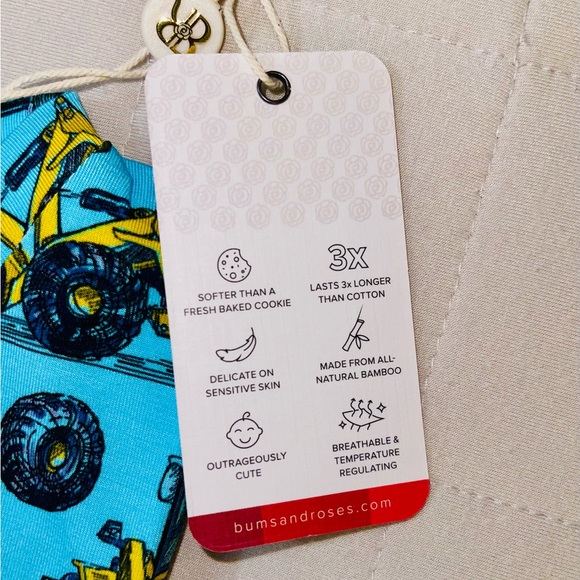 SOFTER THAN A
FRESH BAKED COOKIE
3X
LASTS 3x LONGER
THAN COTTON
DELICATE ON
SENSITIVE SKIN
MADE FROM ALL-
NATURAL BAMBOO
OUTRAGEOUSLY
CUTE
BREATHABLE &
TEMPERATURE
REGULATING
bumsandroses.com